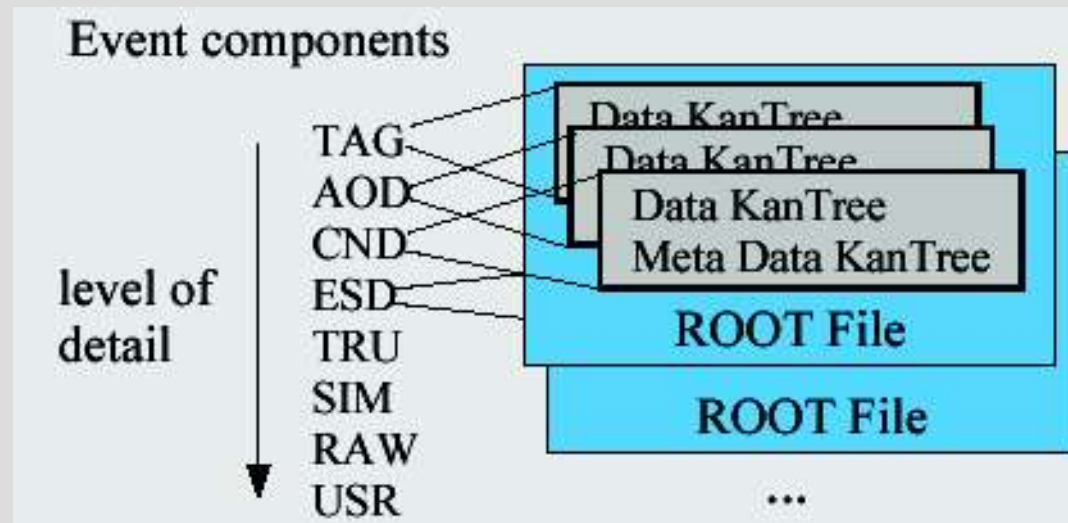 Event components
TAG
AOD
CND
ESD
TRU
SIM
RAW
USR
level of
detail
Data KanTree
Data KanTree
Data KanTree
Meta Data KanTree
ROOT File
ROOT File
...